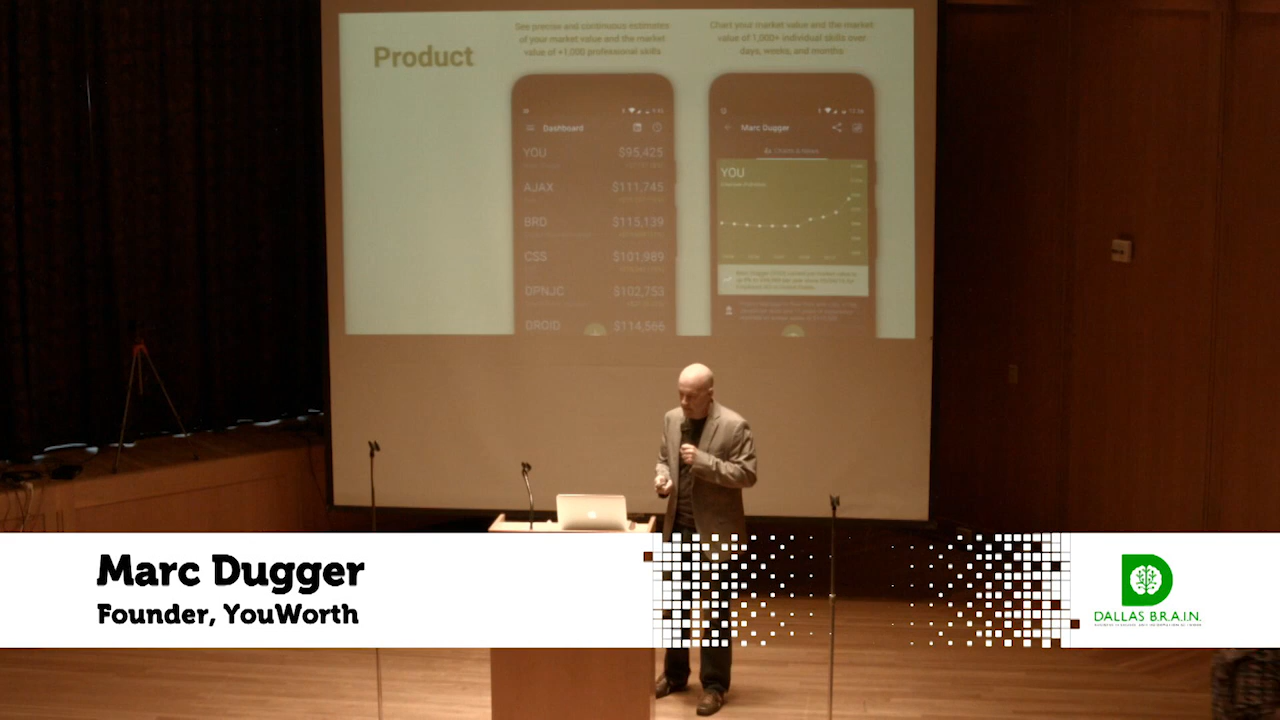 Product
See precise and continuous estimates
of your market value and the market
value of +1,000 professional skills
Chart your market value and the market
value of 1,000+ individual skills over
days, weeks, and months
Dashboard
YOU $95,425
AJAX $111,745
BRD $115,139
CSS $101,989
DPNJC $102,753
DROID $114,566
Marc Dugger
YOU
Marc Dugger
Founder, YouWorth
DALLAS B.R.A.I.N.